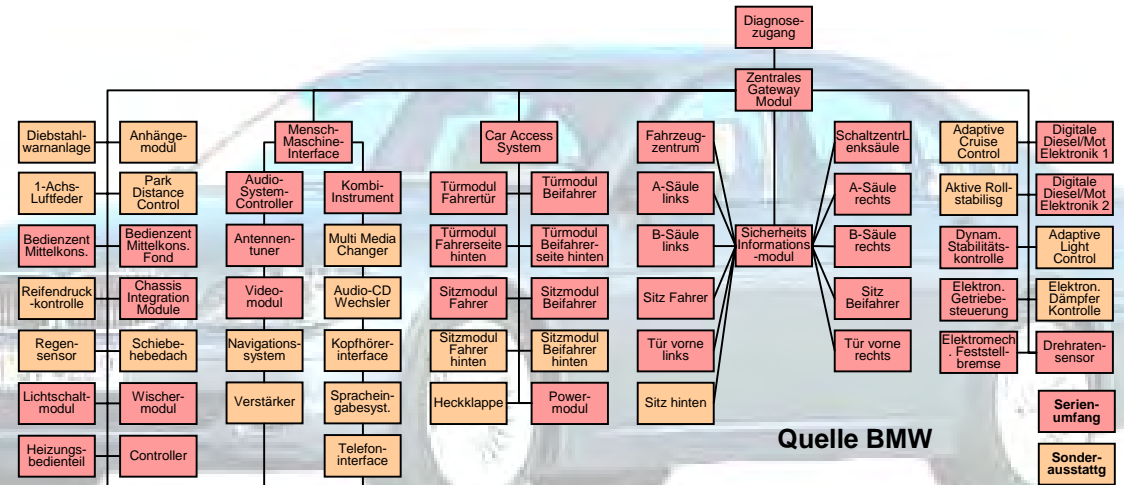 Diagnose-
zugang
Zentrales
Gateway
Modul
Diebstahl-
warnanlage
Anhänge-
modul
1-Achs-
Luftfeder
Park
Distance
Control
Bedienzent
Mittelkons.
Bedienzent
Mittelkons.
Fond
Reifendruck
-kontrolle
Chassis
Integration
Module
Regen-
sensor
Schiebe-
hebedach
Lichtschalt-
modul
Wischer-
modul
Heizungs-
bedienteil
Controller
Mensch-
Maschine-
Interface
Audio-
System-
Controller
Kombi-
Instrument
Antennen-
tuner
Multi Media
Changer
Video-
modul
Audio-CD
Wechsler
Navigations-
system
Kopfhörer-
interface
Verstärker
Sprachein-
gabesyst.
Telefon-
interface
Car Access
System
Türmodul
Fahrertür
Türmodul
Beifahrer
Türmodul
Fahrerseite
hinten
Türmodul
Beifahrer-
seite hinten
Sitzmodul
Fahrer
Sitzmodul
Beifahrer
Sitzmodul
Fahrer
hinten
Sitzmodul
Beifahrer
hinten
Heckklappe
Power-
modul
Fahrzeug-
zentrum
A-Säule
links
B-Säule
links
Sitz Fahrer
Tür vorne
links
Sitz hinten
Sicherheits
Informations
-modul
SchaltzentrL
enksäule
A-Säule
rechts
B-Säule
rechts
Sitz
Beifahrer
Tür vorne
rechts
Adaptive
Cruise
Control
Digitale
Diesel/Mot
Elektronik 1
Aktive Roll-
stabilisg
Digitale
Diesel/Mot
Elektronik 2
Dynam.
Stabilitäts-
kontrolle
Adaptive
Light
Control
Elektron.
Getriebe-
steuerung
Elektron.
Dämpfer
Kontrolle
Elektromech
. Feststell-
bremse
Drehraten-
sensor
Serien-
umfang
Sonder-
ausstattg
Quelle BMW